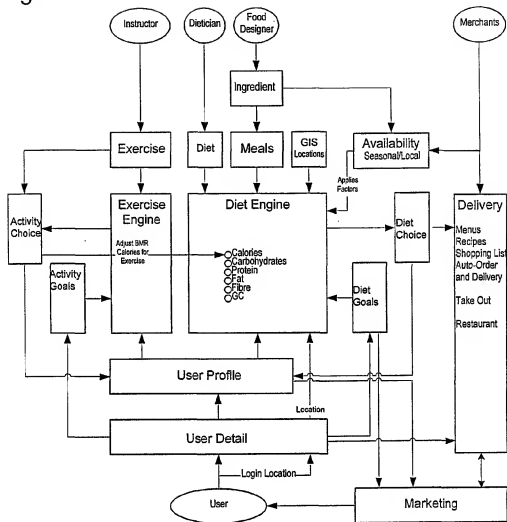 Instructor
Dietician
Food
Designer
Merchants
Ingredient
Exercise
Diet
Meals
GIS
Locations
Availability
Seasonal/Local
Applies
Factors
Activity
Choice
Exercise
Engine
Adjust BMR
Calories for
Exercise
Diet Engine
Calories
Carbohydrates
Protein
Fat
Fibre
GC
Diet
Choice
Delivery
Menus
Recipes
Shopping List
Auto-Order
and Delivery
Take Out
Restaurant
Activity
Goals
Diet
Goals
User Profile
Location
User Detail
Login Location
User
Marketing